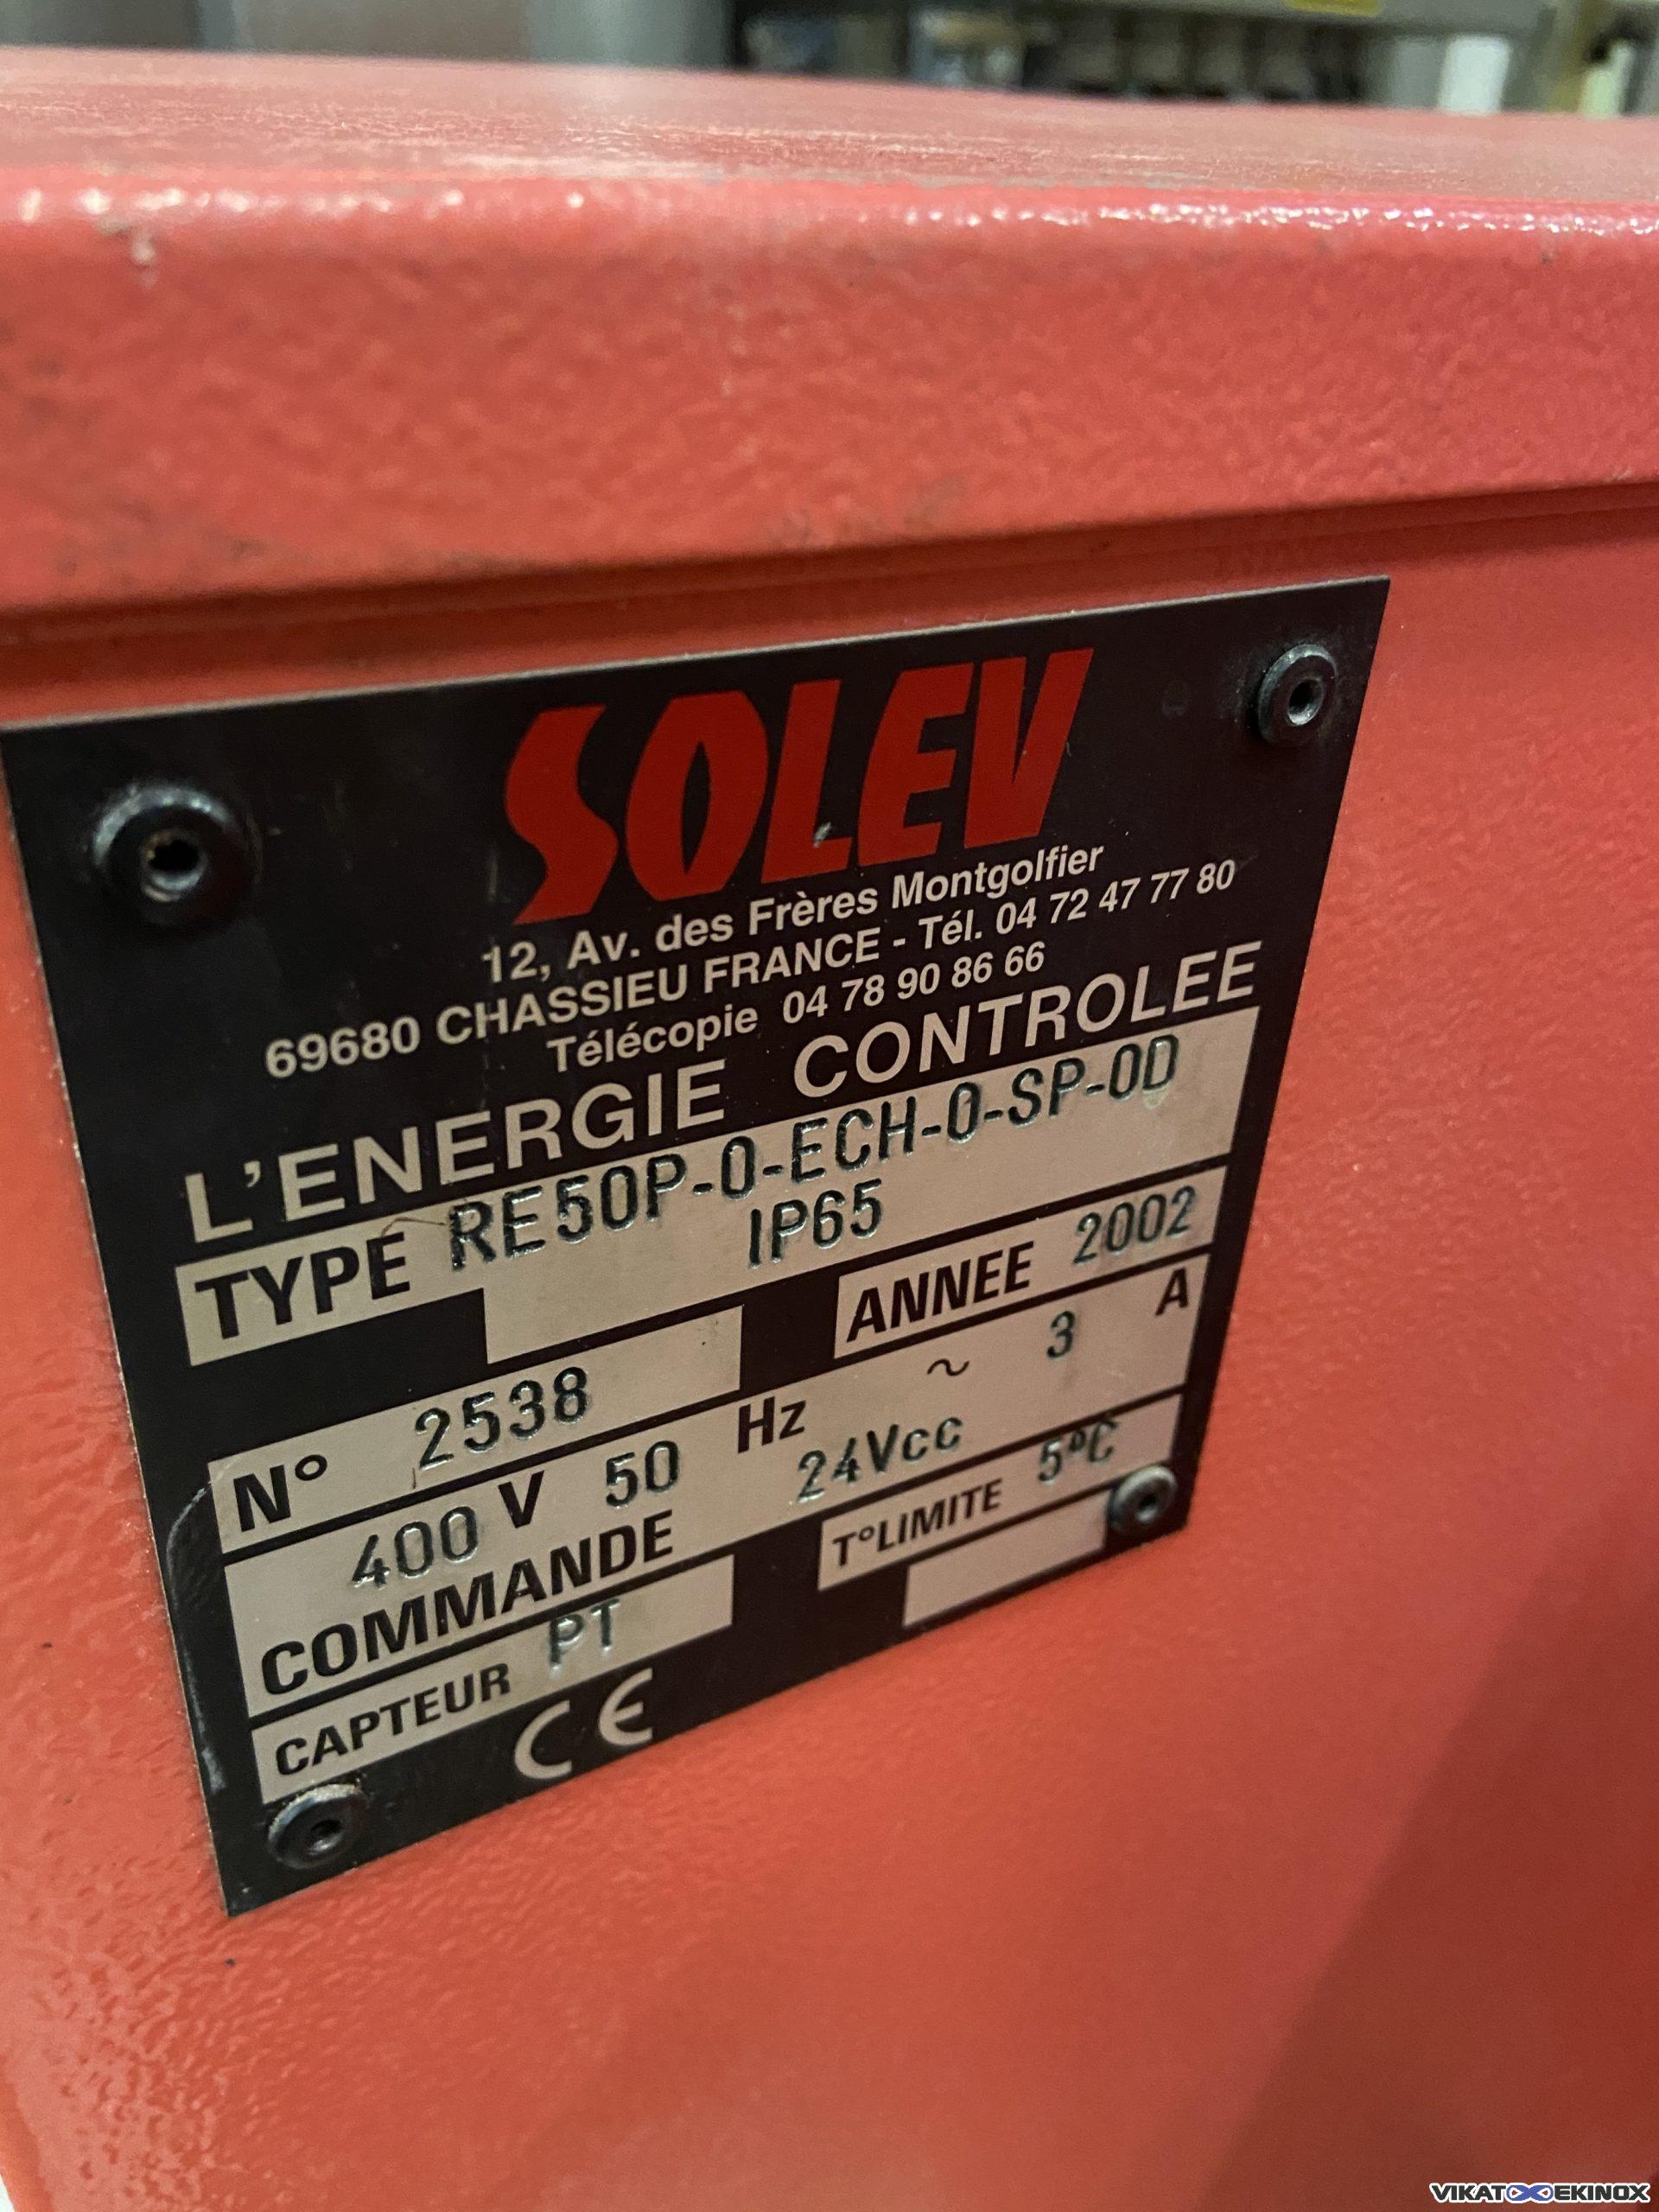 SOLEV
12, Av. des Frères Montgolfier
69680 CHASSIEU FRANCE - Tél. 04 72 47 77 80
Télécopie 04 78 90 86 66
L'ENERGIE CONTROLEE
TYPE RE50P-0-ECH-0-SP-0D
IP65
N° 2538 ANNEE 2002
400 V 50 Hz ~ 3 A
COMMANDE 24Vcc
CAPTEUR PT T°LIMITE 5°C
CE
VIKAT EKINOX